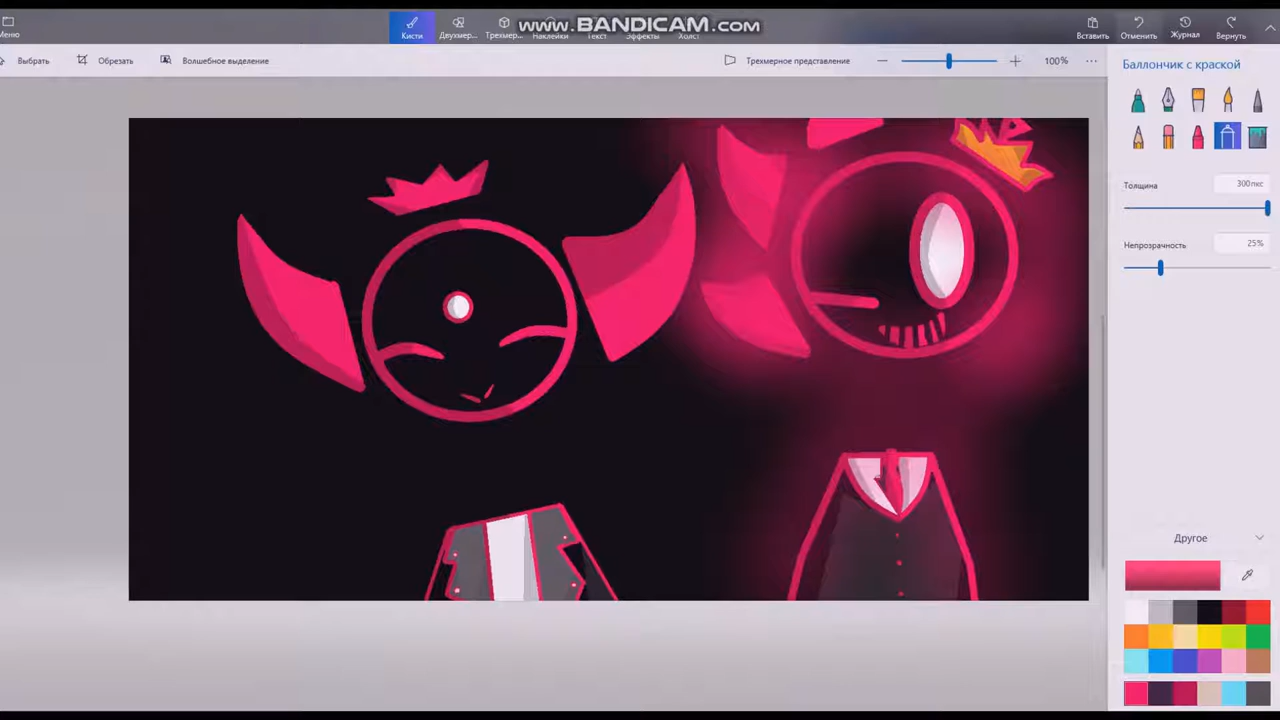 www.BANDICAM.com
Меню
Кисти
Двухмер...
Трехмер...
Наклейки
Текст
Эффекты
Холст
Вставить
Отменить
Журнал
Вернуть
Выбрать
Обрезать
Волшебное выделение
Трехмерное представление
100%
Баллончик с краской
Толщина
300пкс
Непрозрачность
25%
Другое